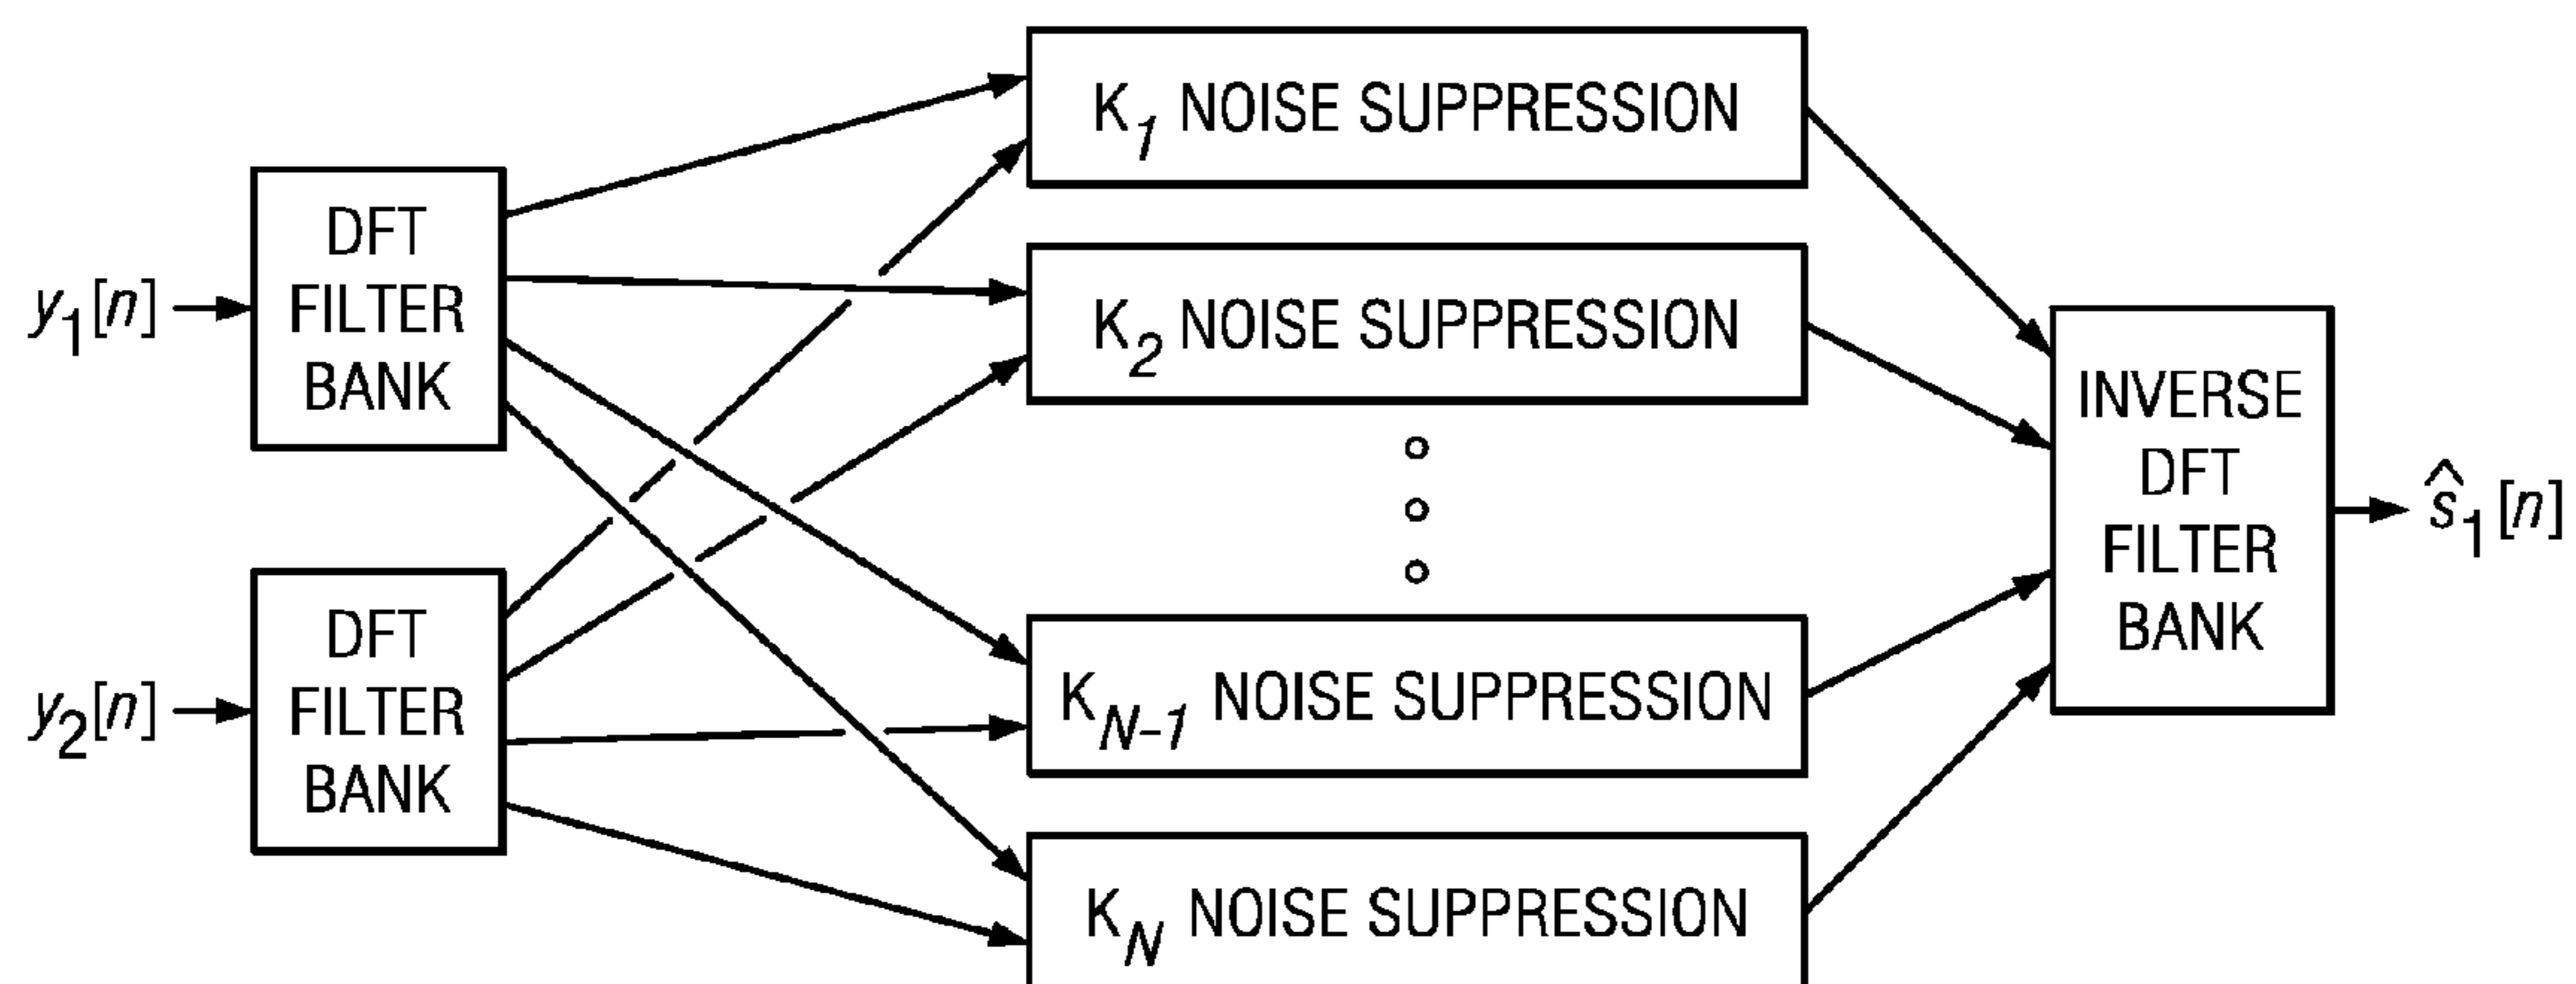 y1[n]
DFT
FILTER
BANK
y2[n]
DFT
FILTER
BANK
K1 NOISE SUPPRESSION
K2 NOISE SUPPRESSION
KN-1 NOISE SUPPRESSION
KN NOISE SUPPRESSION
INVERSE
DFT
FILTER
BANK
ŝ1[n]